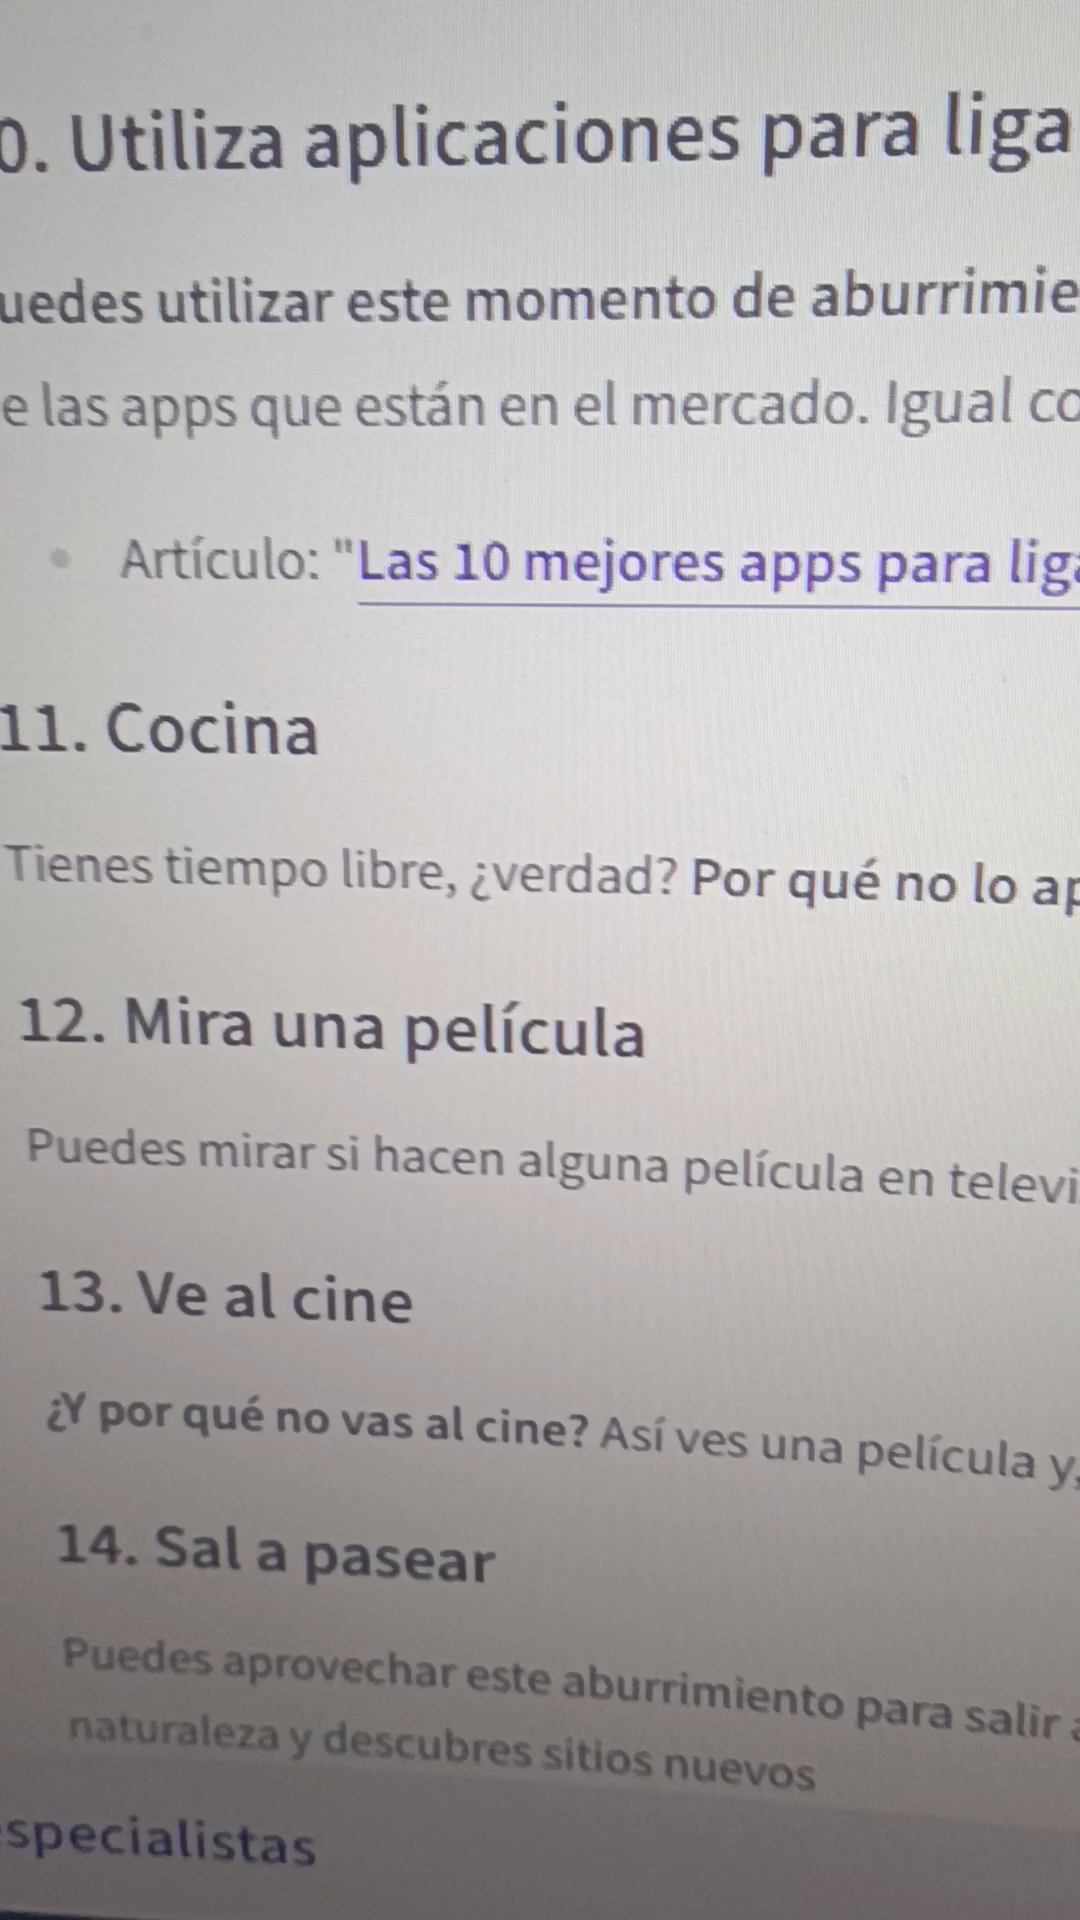 0. Utiliza aplicaciones para liga
uedes utilizar este momento de aburrimie
e las apps que están en el mercado. Igual co
Artículo: "Las 10 mejores apps para liga
11. Cocina
Tienes tiempo libre, ¿verdad? Por qué no lo ap
12. Mira una película
Puedes mirar si hacen alguna película en televi
13. Ve al cine
¿Y por qué no vas al cine? Así ves una película y,
14. Sal a pasear
Puedes aprovechar este aburrimiento para salir a
naturaleza y descubres sitios nuevos
specialistas